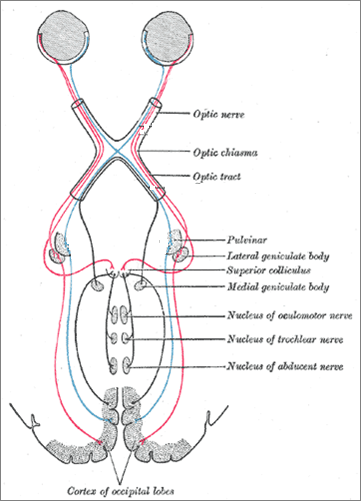 Optic nerve
Optic chiasma
Optic tract
Pulvinar
Lateral geniculate body
Superior colliculus
Medial geniculate body
Nucleus of oculomotor nerve
Nucleus of trochlear nerve
Nucleus of abducent nerve
Cortex of occipital lobes